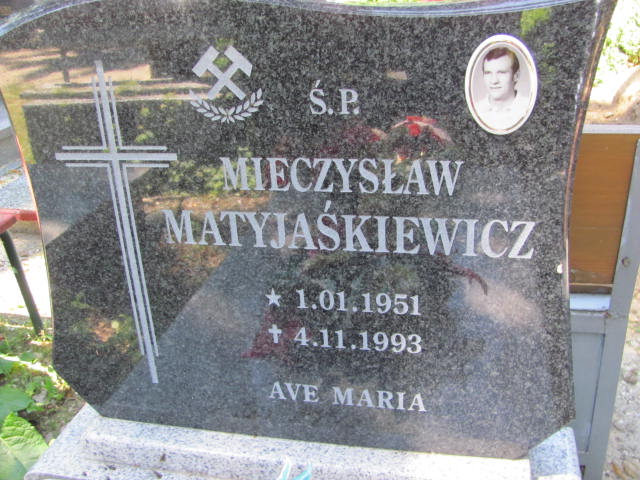 Ś.P.
MIECZYSŁAW
MATYJAŚKIEWICZ
★ 1.01.1951
✝ 4.11.1993
AVE MARIA